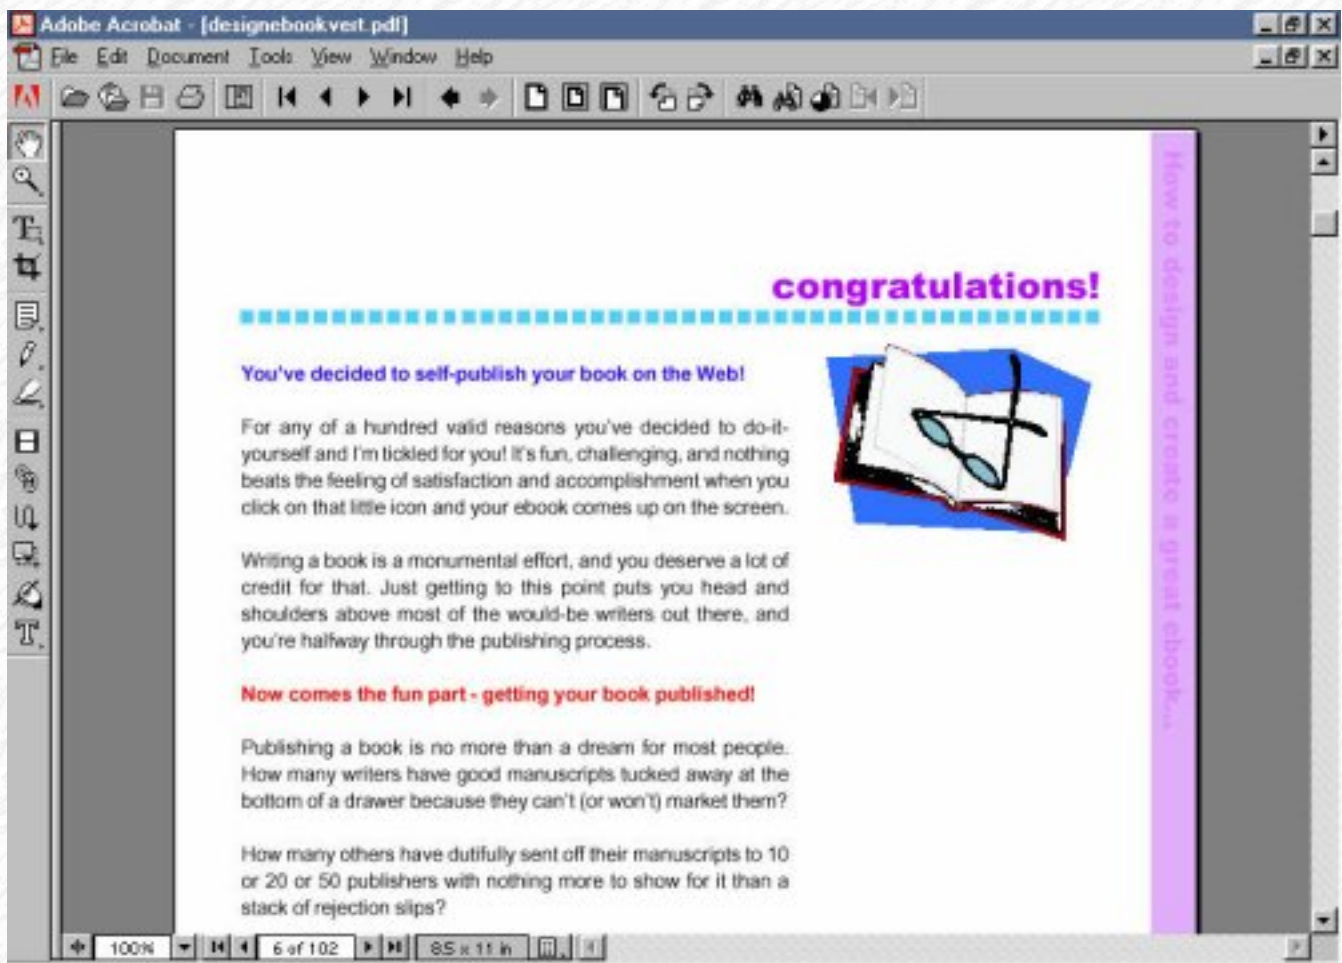 Adobe Acrobat - [designebookvert.pdf]
File Edit Document Tools View Window Help
congratulations!
You've decided to self-publish your book on the Web!
For any of a hundred valid reasons you've decided to do-it-
yourself and I'm tickled for you! It's fun, challenging, and nothing
beats the feeling of satisfaction and accomplishment when you
click on that little icon and your ebook comes up on the screen.
Writing a book is a monumental effort, and you deserve a lot of
credit for that. Just getting to this point puts you head and
shoulders above most of the would-be writers out there, and
you're halfway through the publishing process.
Now comes the fun part - getting your book published!
Publishing a book is no more than a dream for most people.
How many writers have good manuscripts tucked away at the
bottom of a drawer because they can't (or won't) market them?
How many others have dutifully sent off their manuscripts to 10
or 20 or 50 publishers with nothing more to show for it than a
stack of rejection slips?
How to design and create a great ebook...
100% 6 of 102 8.5 x 11 in